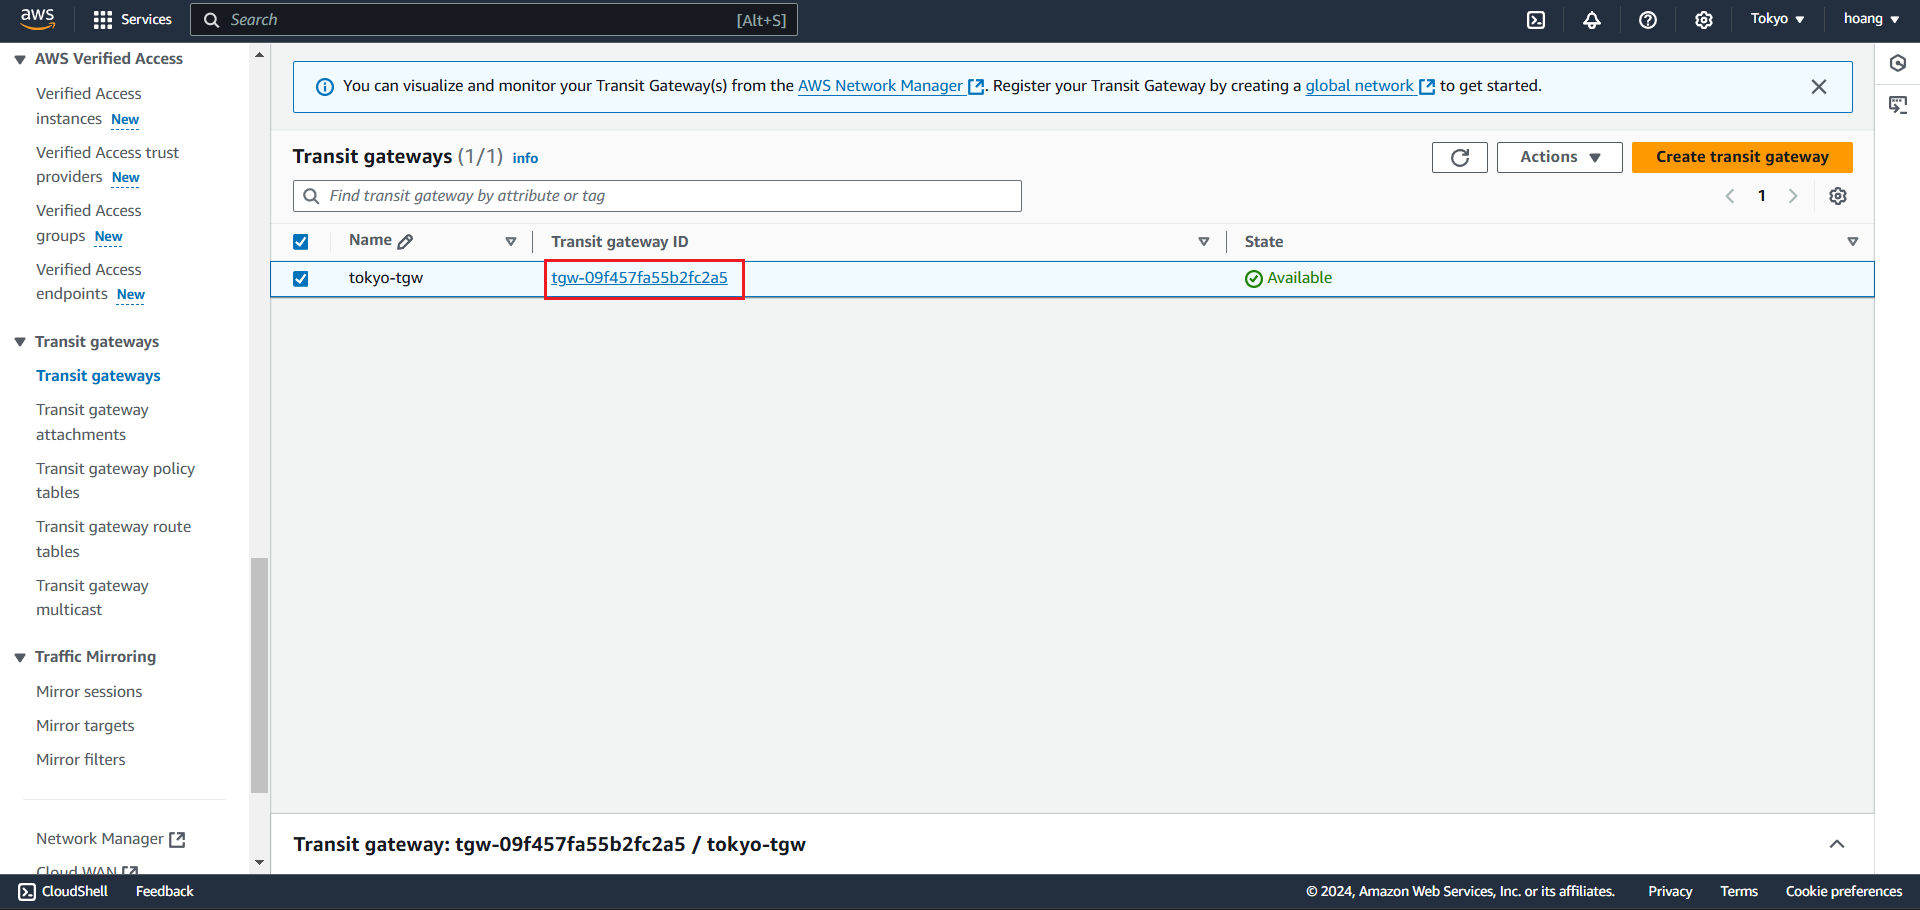 aws
Services
Search
[Alt+S]
Tokyo
hoang
AWS Verified Access
Verified Access
instances New
Verified Access trust
providers New
Verified Access
groups New
Verified Access
endpoints New
Transit gateways
Transit gateways
Transit gateway
attachments
Transit gateway policy
tables
Transit gateway route
tables
Transit gateway
multicast
Traffic Mirroring
Mirror sessions
Mirror targets
Mirror filters
Network Manager
Cloud WAN
You can visualize and monitor your Transit Gateway(s) from the AWS Network Manager. Register your Transit Gateway by creating a global network to get started.
Transit gateways (1/1) info
Actions
Create transit gateway
Find transit gateway by attribute or tag
1
Name
Transit gateway ID
State
tokyo-tgw
tgw-09f457fa55b2fc2a5
Available
Transit gateway: tgw-09f457fa55b2fc2a5 / tokyo-tgw
CloudShell
Feedback
© 2024, Amazon Web Services, Inc. or its affiliates.
Privacy
Terms
Cookie preferences